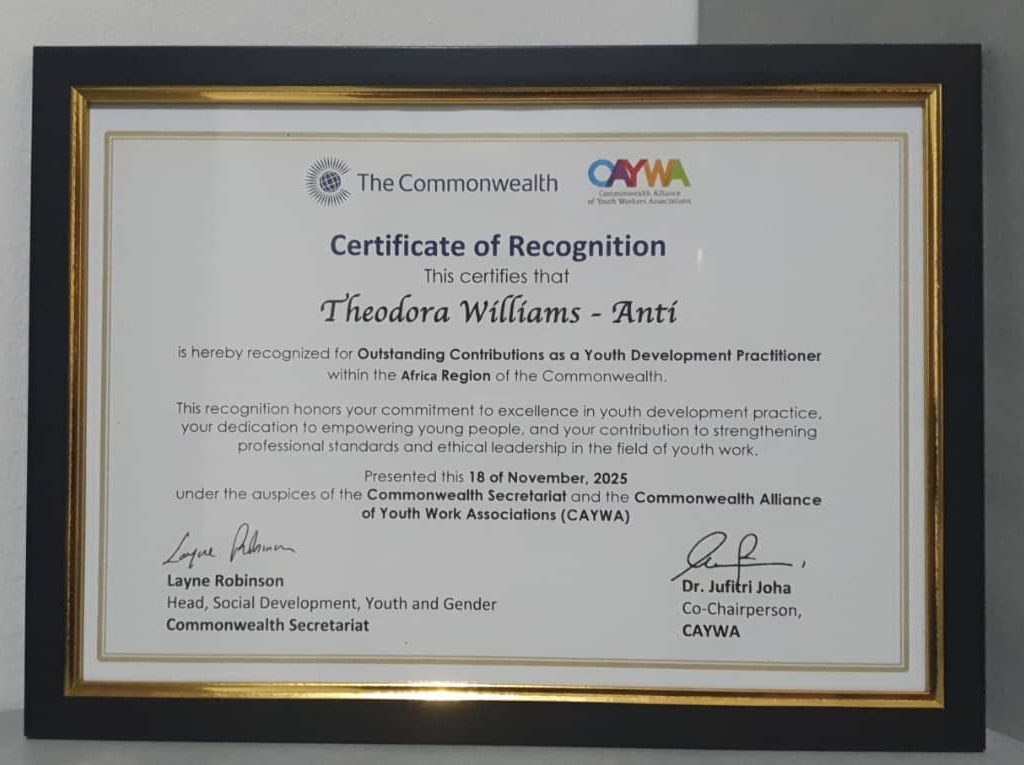 The Commonwealth
CAYWA
Commonwealth Alliance
of Youth Workers Associations
Certificate of Recognition
This certifies that
Theodora Williams - Anti
is hereby recognized for Outstanding Contributions as a Youth Development Practitioner
within the Africa Region of the Commonwealth.
This recognition honors your commitment to excellence in youth development practice,
your dedication to empowering young people, and your contribution to strengthening
professional standards and ethical leadership in the field of youth work.
Presented this 18 of November, 2025
under the auspices of the Commonwealth Secretariat and the Commonwealth Alliance
of Youth Work Associations (CAYWA)
Layne Robinson
Layne Robinson
Head, Social Development, Youth and Gender
Commonwealth Secretariat
Dr. Jufitri Joha
Co-Chairperson,
CAYWA